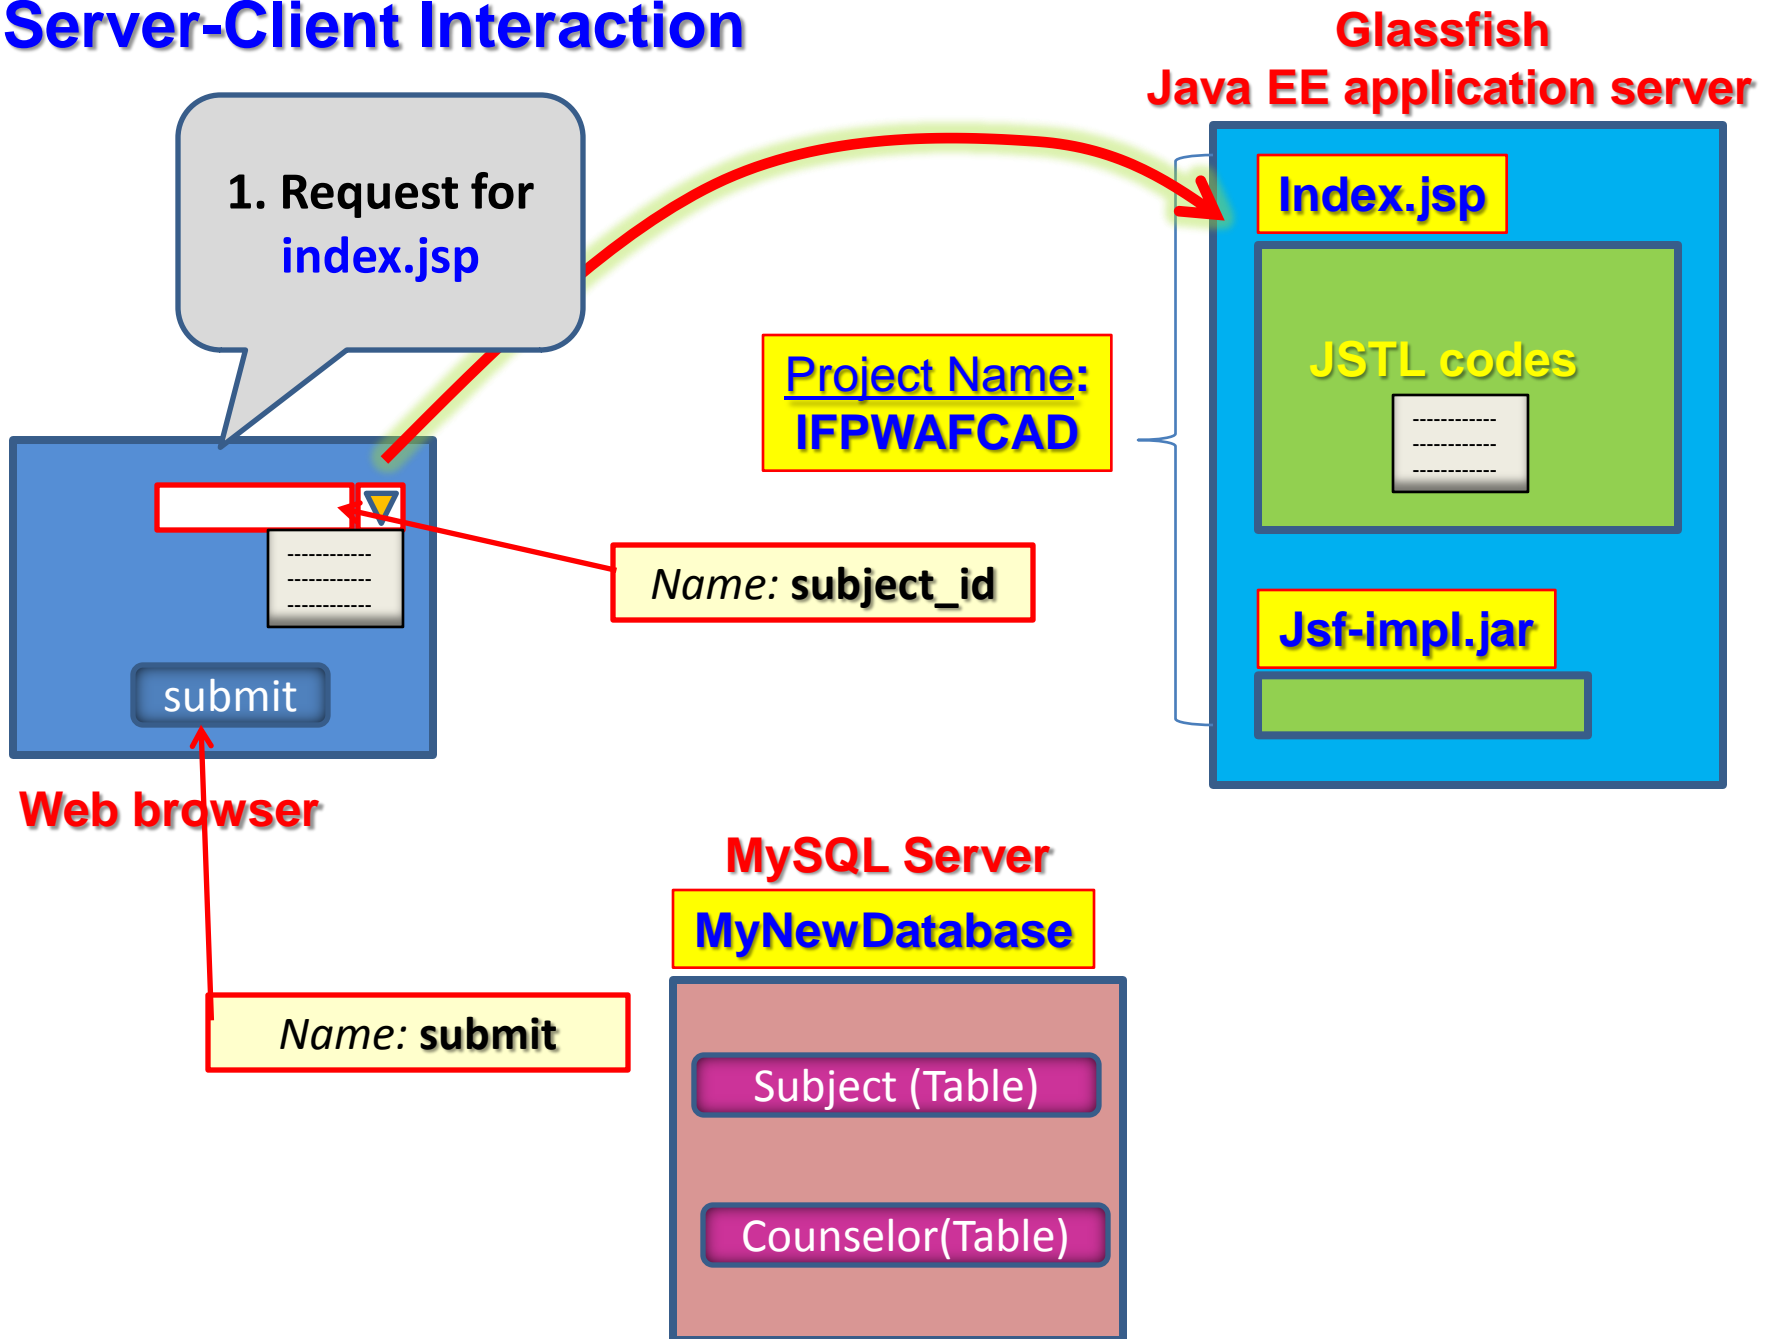 Server-Client Interaction
Glassfish
Java EE application server
1. Request for
index.jsp
Index.jsp
JSTL codes
------------
------------
------------
Project Name:
IFPWAFCAD
------------
------------
------------
Name: subject_id
Jsf-impl.jar
submit
Web browser
MySQL Server
MyNewDatabase
Name: submit
Subject (Table)
Counselor(Table)